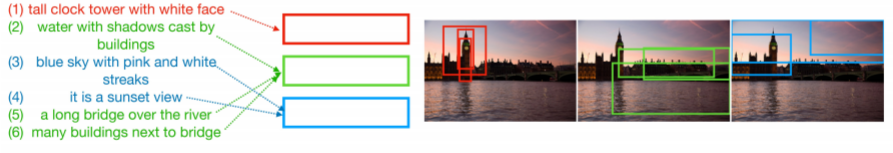 (1) tall clock tower with white face
(2) water with shadows cast by
buildings
(3) blue sky with pink and white
streaks
(4) it is a sunset view
(5) a long bridge over the river
(6) many buildings next to bridge